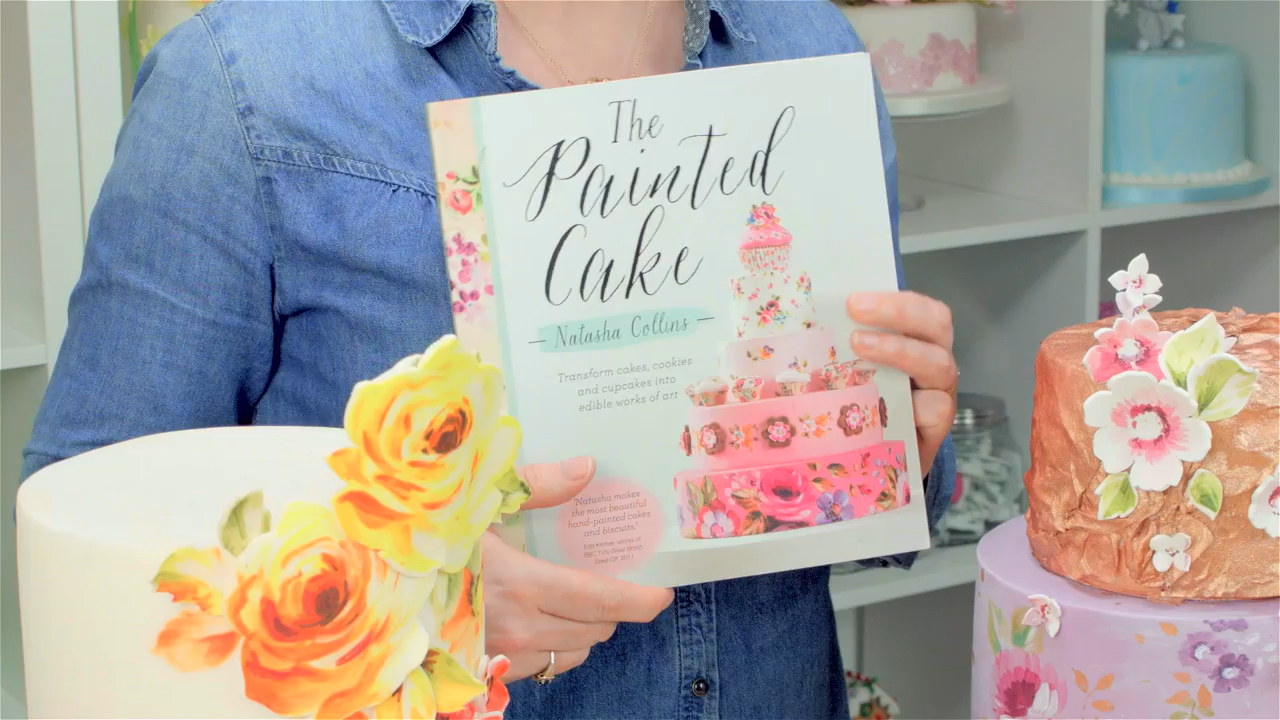 The
Painted
Cake
— Natasha Collins —
Transform cakes, cookies
and cupcakes into
edible works of art
'Natasha makes
the most beautiful
hand-painted cakes
and biscuits.'